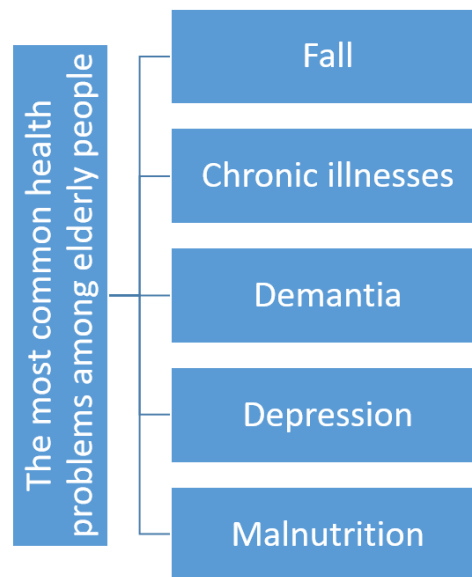 The most common health
problems among elderly people
Fall
Chronic illnesses
Demantia
Depression
Malnutrition